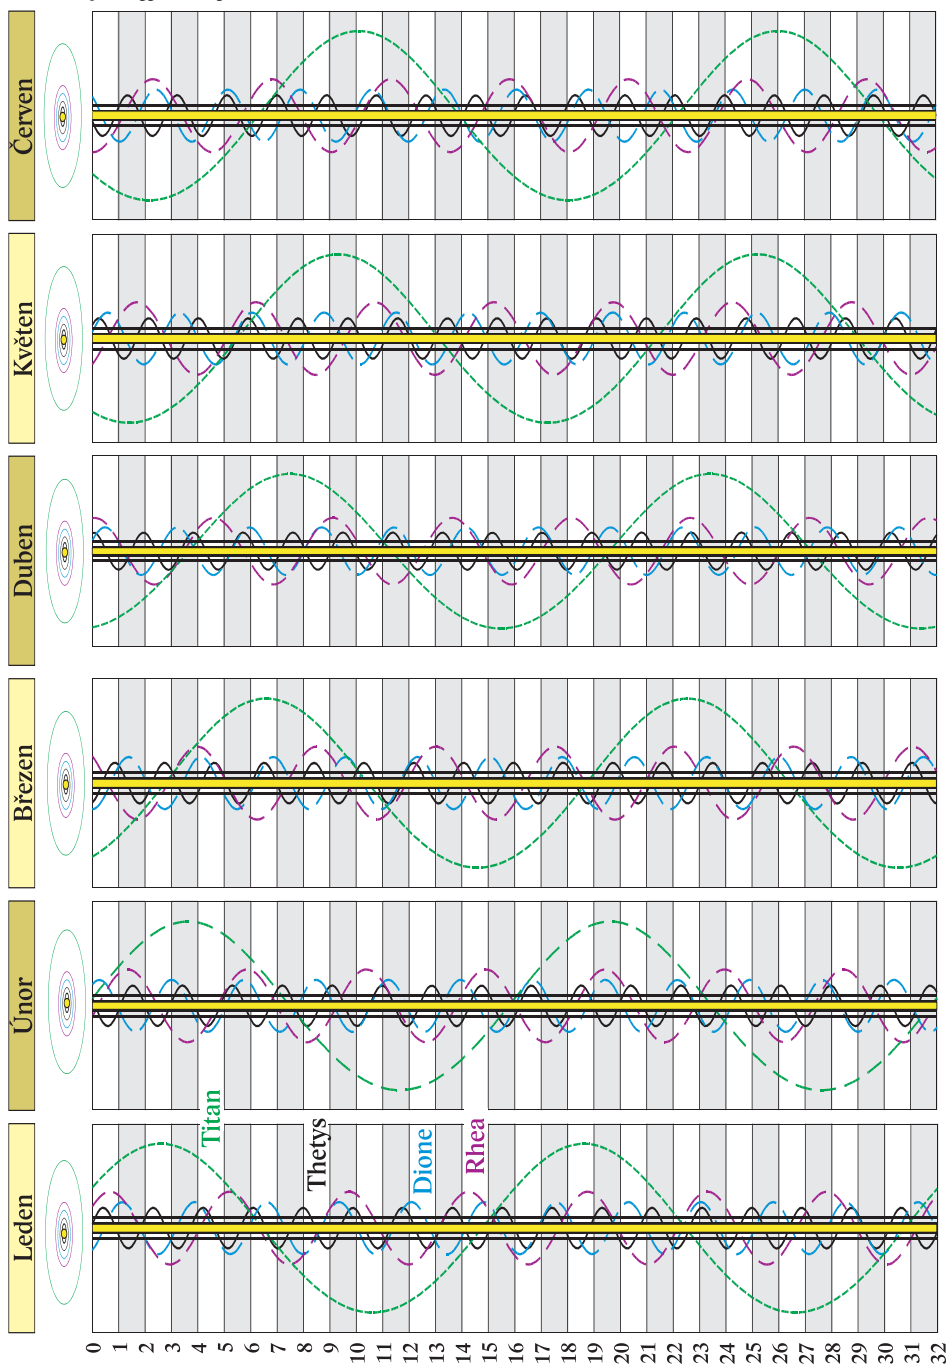 Červen
Květen
Duben
Březen
Únor
Leden
Titan
Thetys
Dione
Rhea
0 1 2 3 4 5 6 7 8 9 10 11 12 13 14 15 16 17 18 19 20 21 22 23 24 25 26 27 28 29 30 31 32